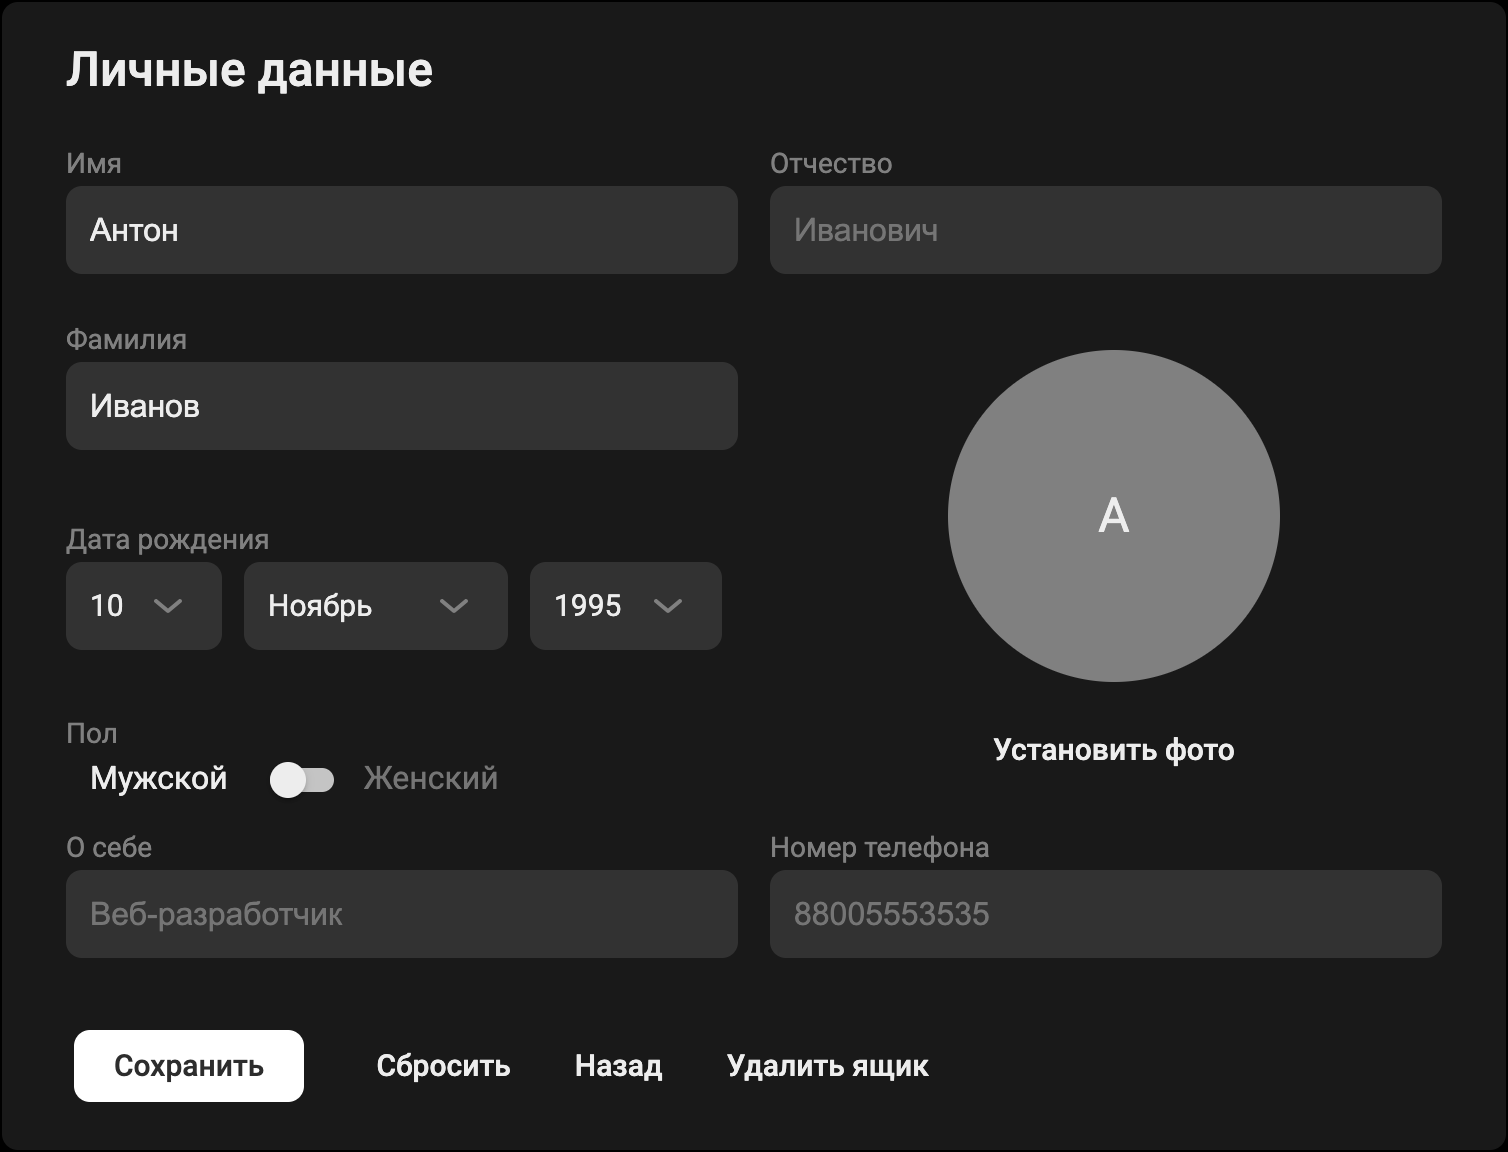 Личные данные
Имя
Антон
Отчество
Иванович
Фамилия
Иванов
Дата рождения
10 Ноябрь 1995
А
Установить фото
Пол
Мужской Женский
О себе
Веб-разработчик
Номер телефона
88005553535
Сохранить Сбросить Назад Удалить ящик